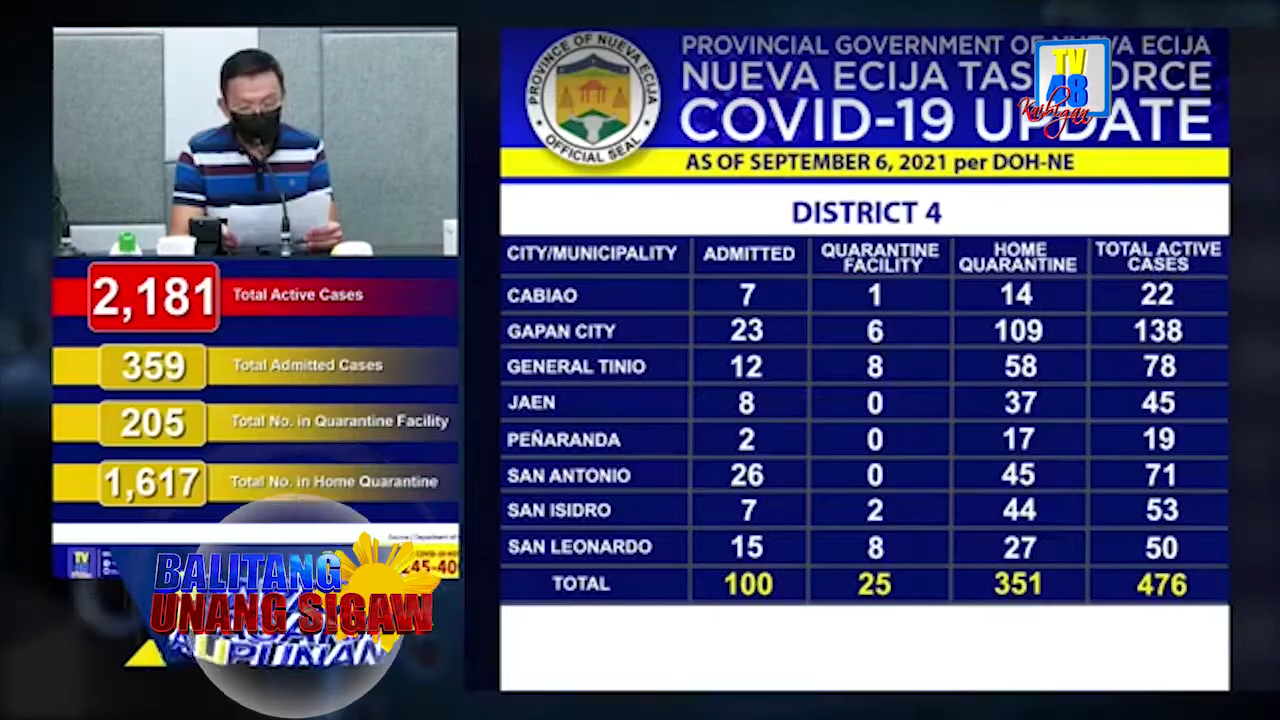 PROVINCE OF NUEVA ECIJA
OFFICIAL SEAL
PROVINCIAL GOVERNMENT OF NUEVA ECIJA
NUEVA ECIJA TASK FORCE
COVID-19 UPDATE
TV
48
Kaibigan
AS OF SEPTEMBER 6, 2021 per DOH-NE
DISTRICT 4
CITY/MUNICIPALITY ADMITTED QUARANTINE FACILITY HOME QUARANTINE TOTAL ACTIVE CASES
CABIAO 7 1 14 22
GAPAN CITY 23 6 109 138
GENERAL TINIO 12 8 58 78
JAEN 8 0 37 45
PEÑARANDA 2 0 17 19
SAN ANTONIO 26 0 45 71
SAN ISIDRO 7 2 44 53
SAN LEONARDO 15 8 27 50
TOTAL 100 25 351 476
2,181 Total Active Cases
359 Total Admitted Cases
205 Total No. in Quarantine Facility
1,617 Total No. in Home Quarantine
TV
48
245-40
BALITANG
UNANG SIGAW